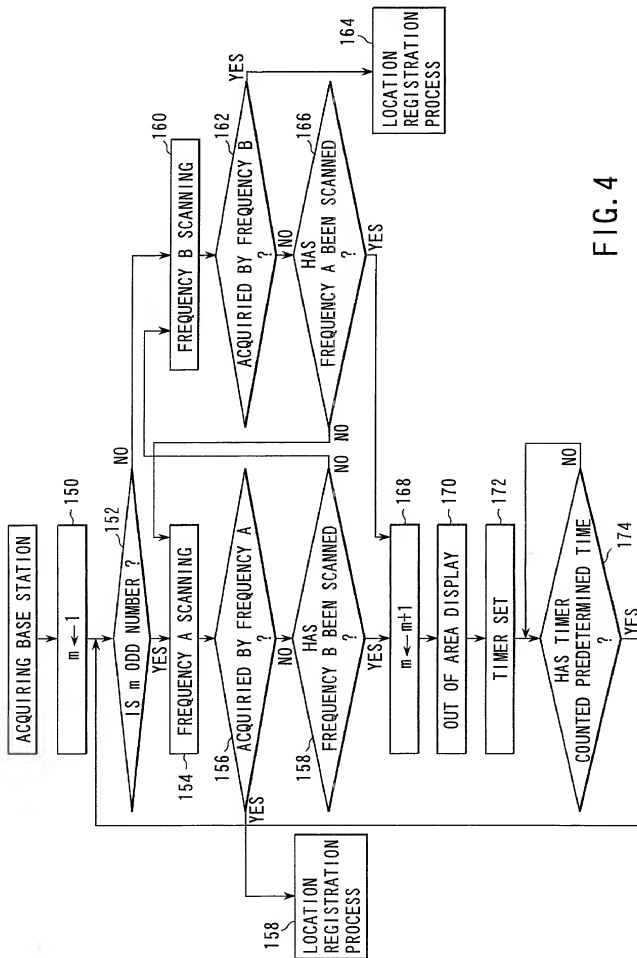 ACQUIRING BASE STATION
150
m ← 1
152
IS m ODD NUMBER ?
NO
YES
FREQUENCY A SCANNING
154
156
ACQUIRIED BY FREQUENCY A
?
YES
NO
LOCATION
REGISTRATION
PROCESS
158
158
HAS
FREQUENCY B BEEN SCANNED
?
NO
YES
160
FREQUENCY B SCANNING
162
ACQUIRIED BY FREQUENCY B
?
YES
NO
164
LOCATION
REGISTRATION
PROCESS
166
HAS
FREQUENCY A BEEN SCANNED
?
NO
YES
168
m ← m+1
170
OUT OF AREA DISPLAY
172
TIMER SET
HAS TIMER
COUNTED PREDETERMINED TIME
?
NO
174
YES
FIG. 4